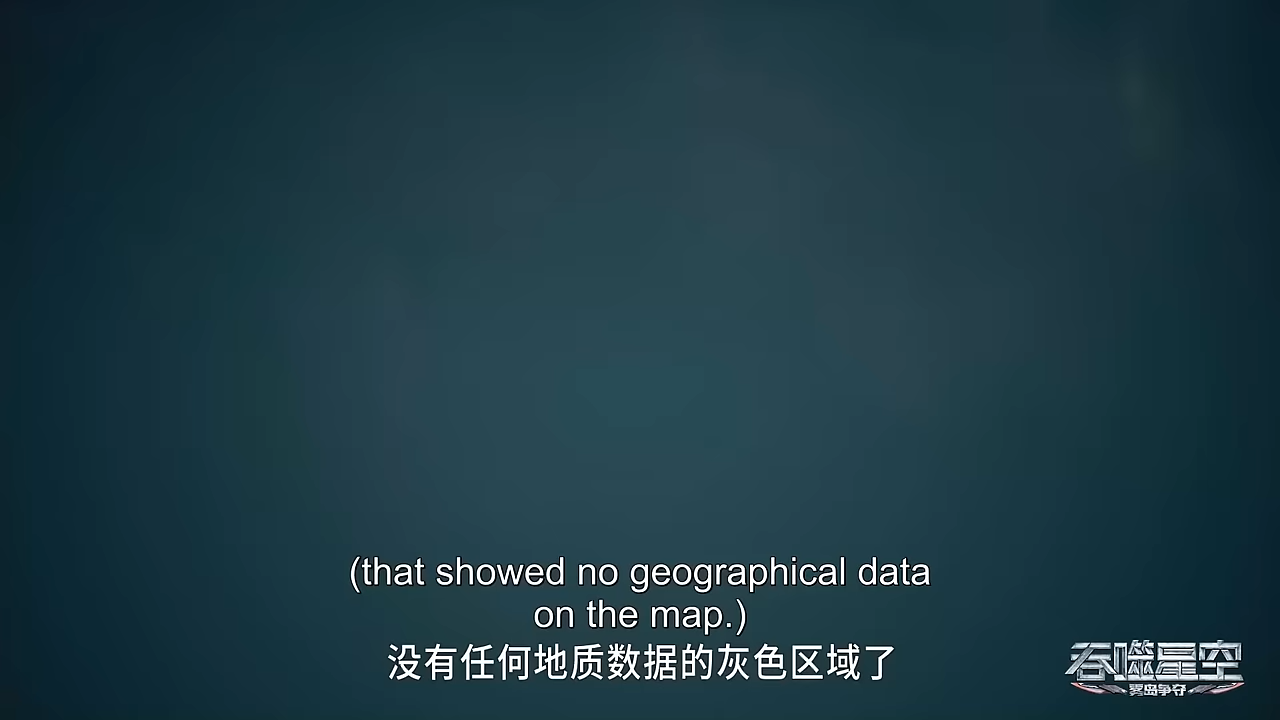 (that showed no geographical data
on the map.)
没有任何地质数据的灰色区域了
吞噬星空
雾岛争夺